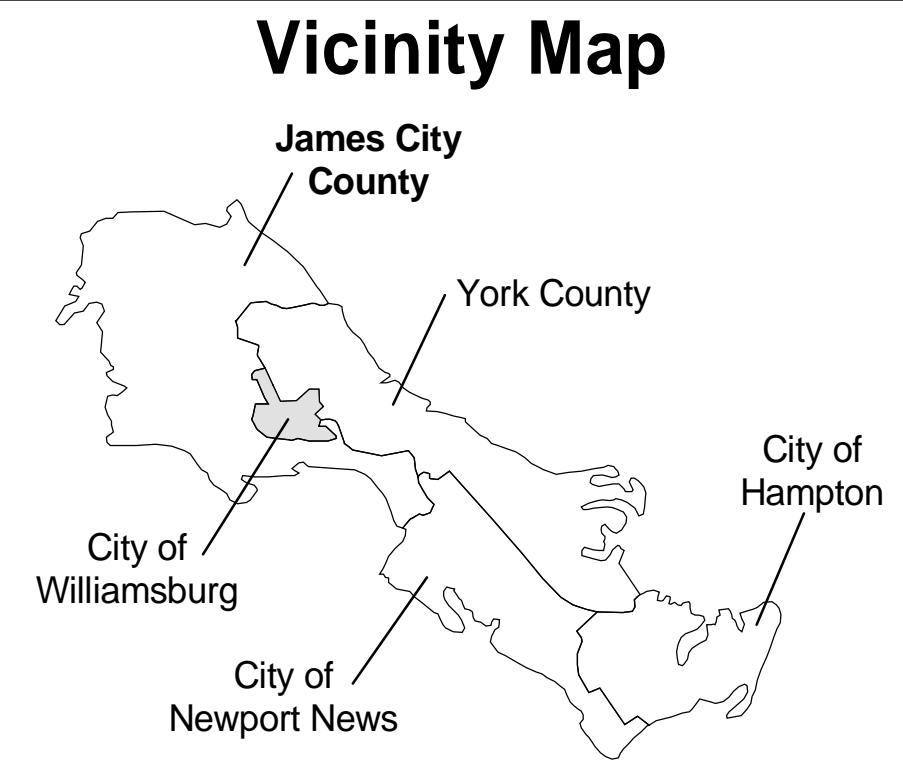 Vicinity Map
James City
County
York County
City of
Hampton
City of
Williamsburg
City of
Newport News